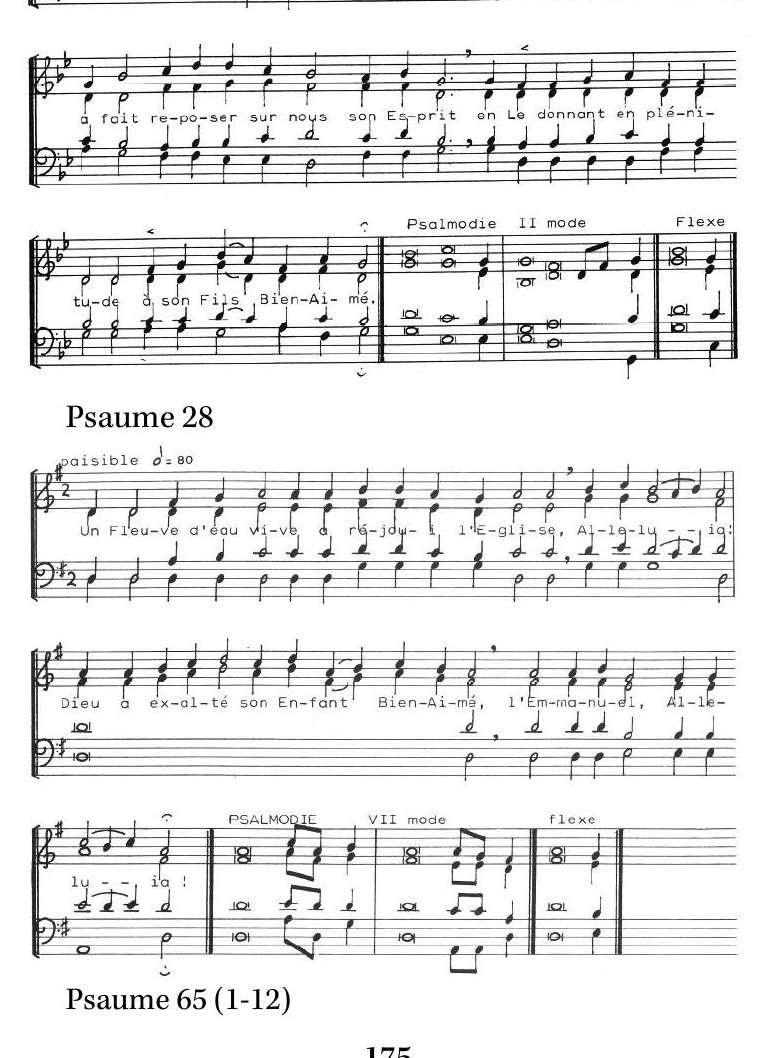 a fait re-po-ser sur nous son Es-prit en Le donnant en plé-ni-
Psalmodie II mode Flexe
tu-de à son Fils Bien-Ai-mé.
Psaume 28
paisible = 80
Un Fleu-ve d'eau vi-ve a ré-jou-i l'E-gli-se, Al-le-lu - - ia!
Dieu a ex-al-té son En-fant Bien-Ai-mé, l'Em-ma-nu-el, Al-le-
PSALMODIE VII mode flexe
lu - - ia !
Psaume 65 (1-12)
175